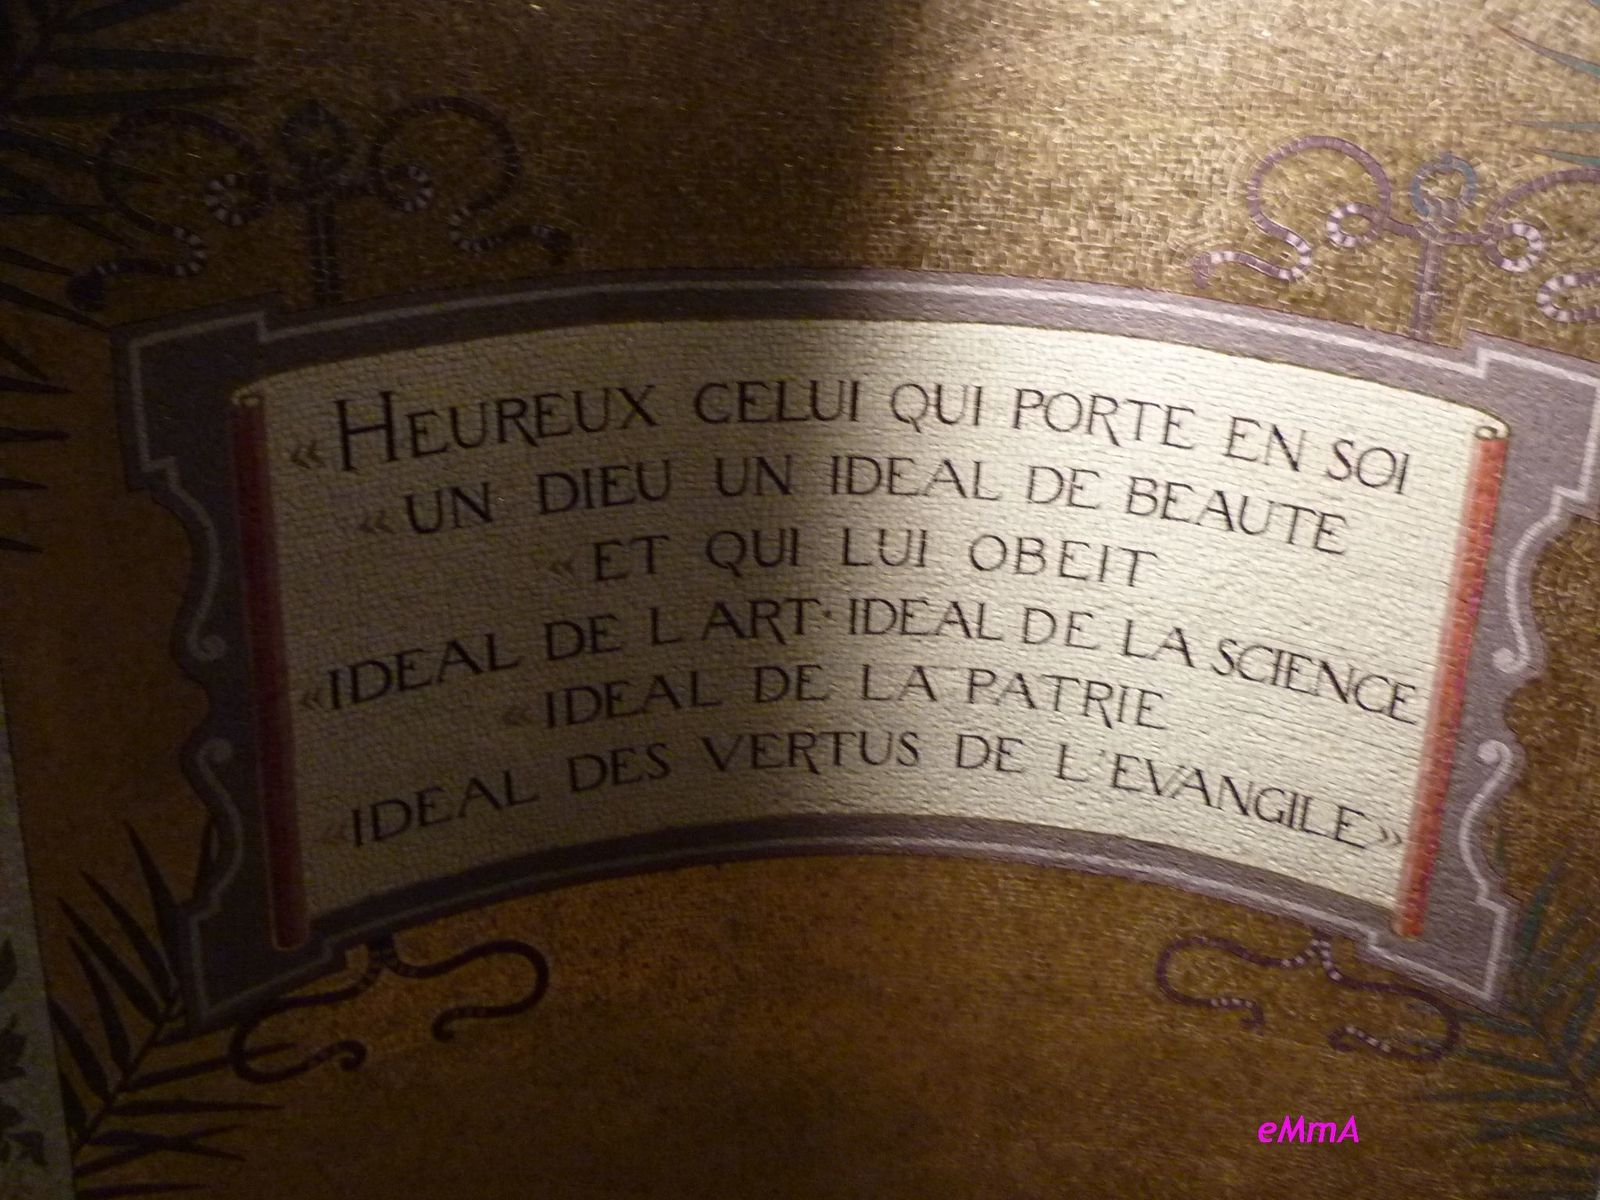 «HEUREUX CELUI QUI PORTE EN SOI
«UN DIEU UN IDEAL DE BEAUTE
«ET QUI LUI OBEIT
«IDEAL DE L ART·IDEAL DE LA SCIENCE
«IDEAL DE LA PATRIE
«IDEAL DES VERTUS DE L'EVANGILE»
eMmA